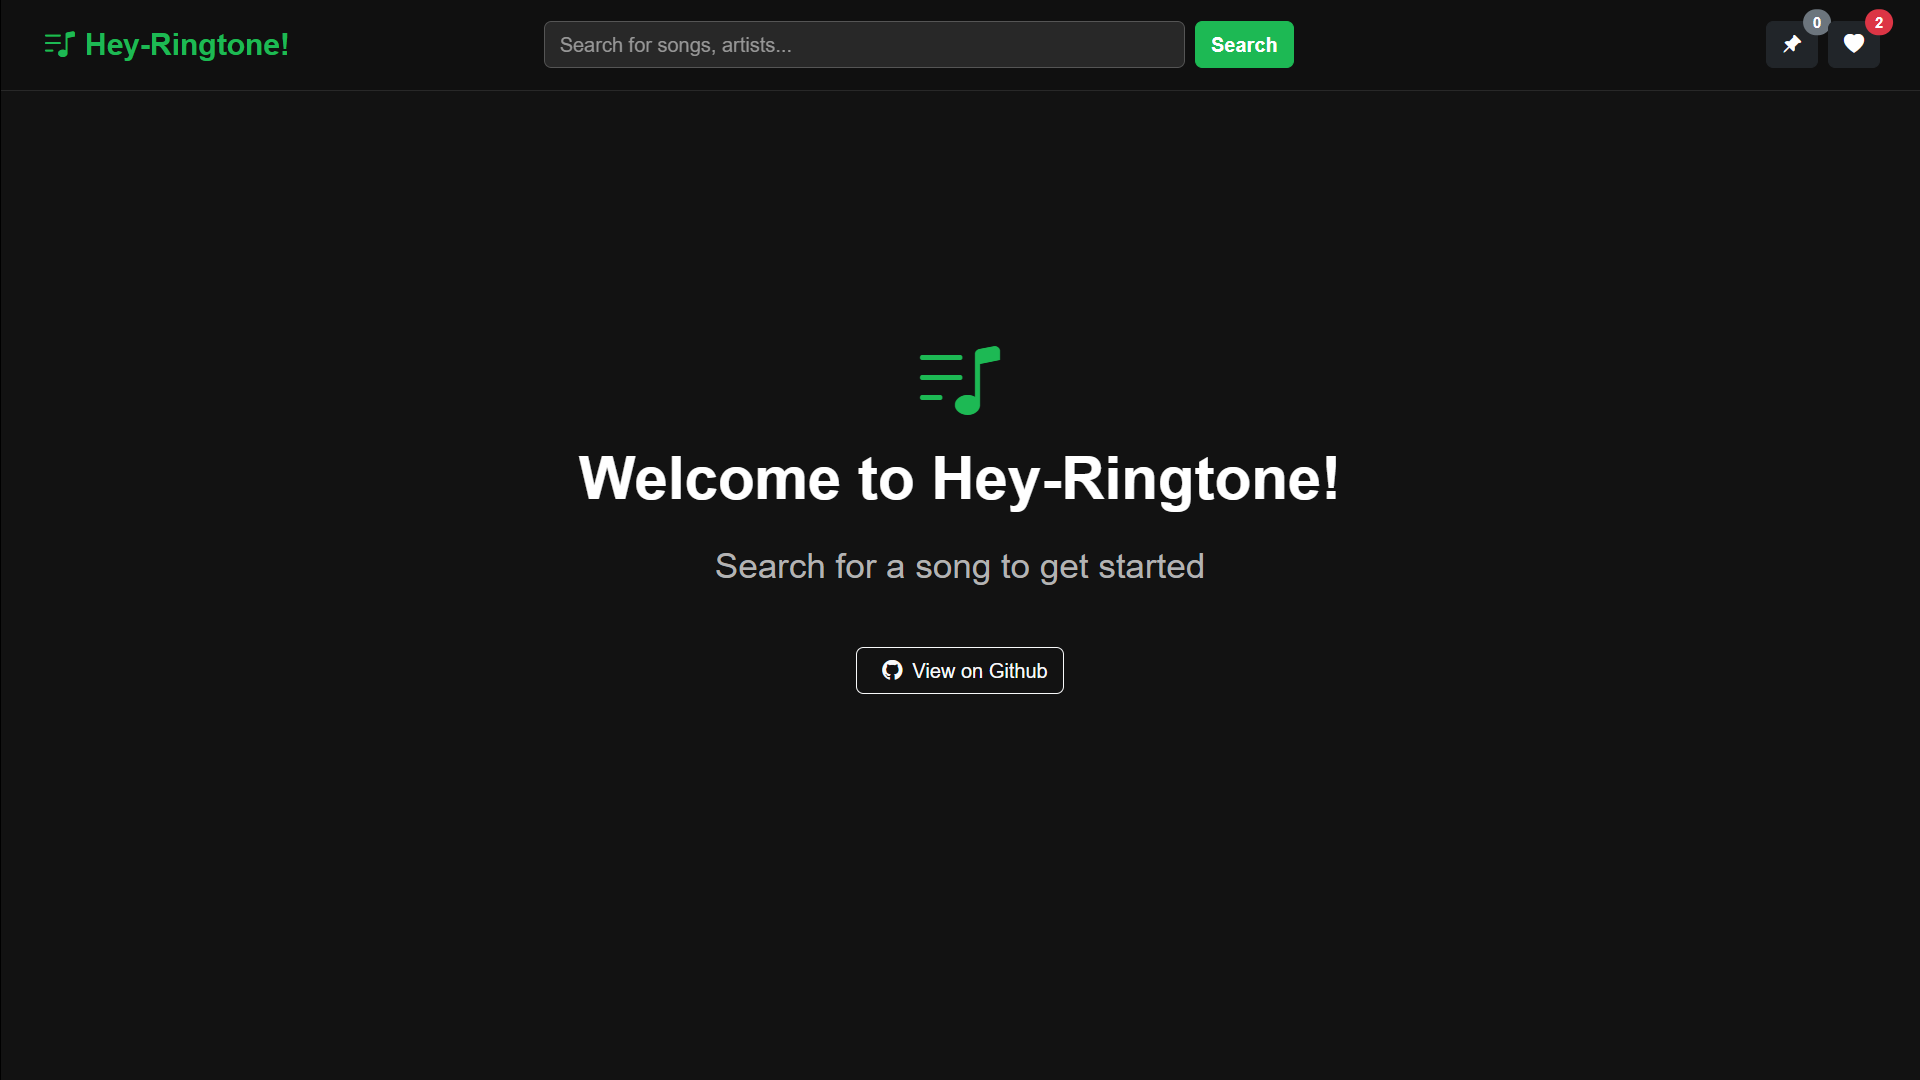 Hey-Ringtone!
Search for songs, artists...
Search
0
2
Welcome to Hey-Ringtone!
Search for a song to get started
View on Github